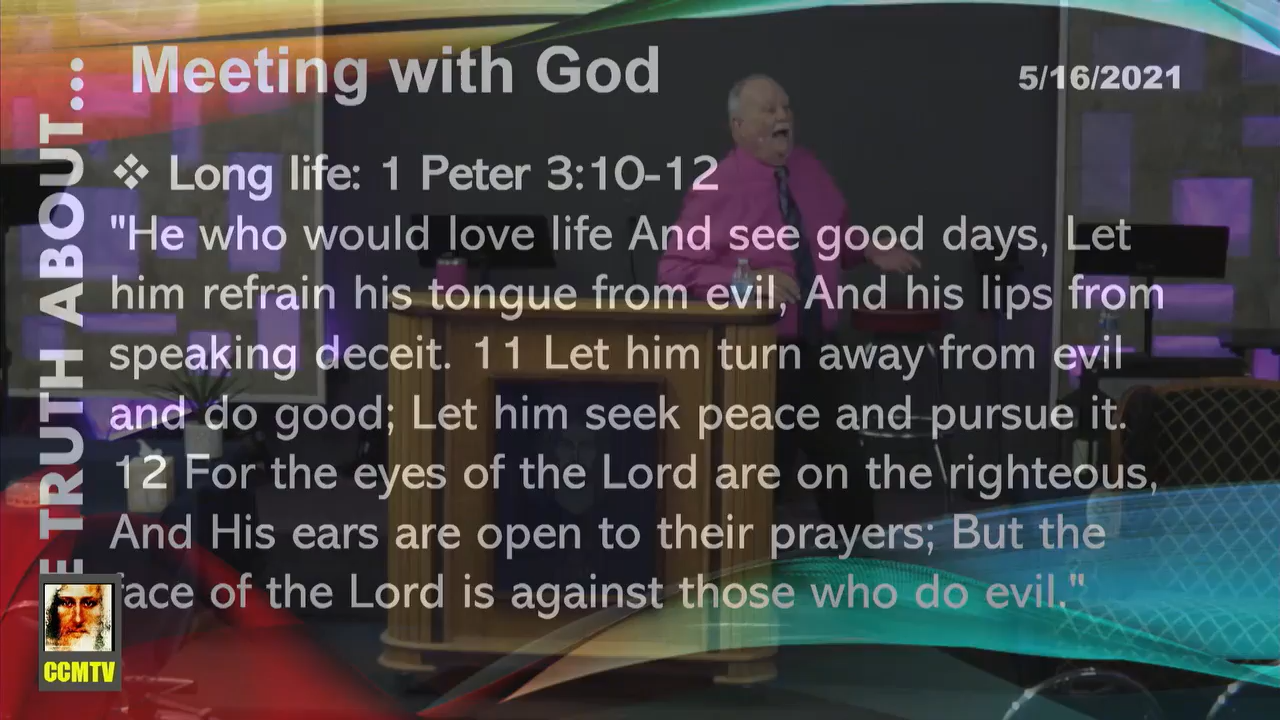 Meeting with God
5/16/2021
E TRUTH ABOUT...
❖ Long life: 1 Peter 3:10-12
"He who would love life And see good days, Let
him refrain his tongue from evil, And his lips from
speaking deceit. 11 Let him turn away from evil
and do good; Let him seek peace and pursue it.
12 For the eyes of the Lord are on the righteous,
And His ears are open to their prayers; But the
face of the Lord is against those who do evil."
CCMTV